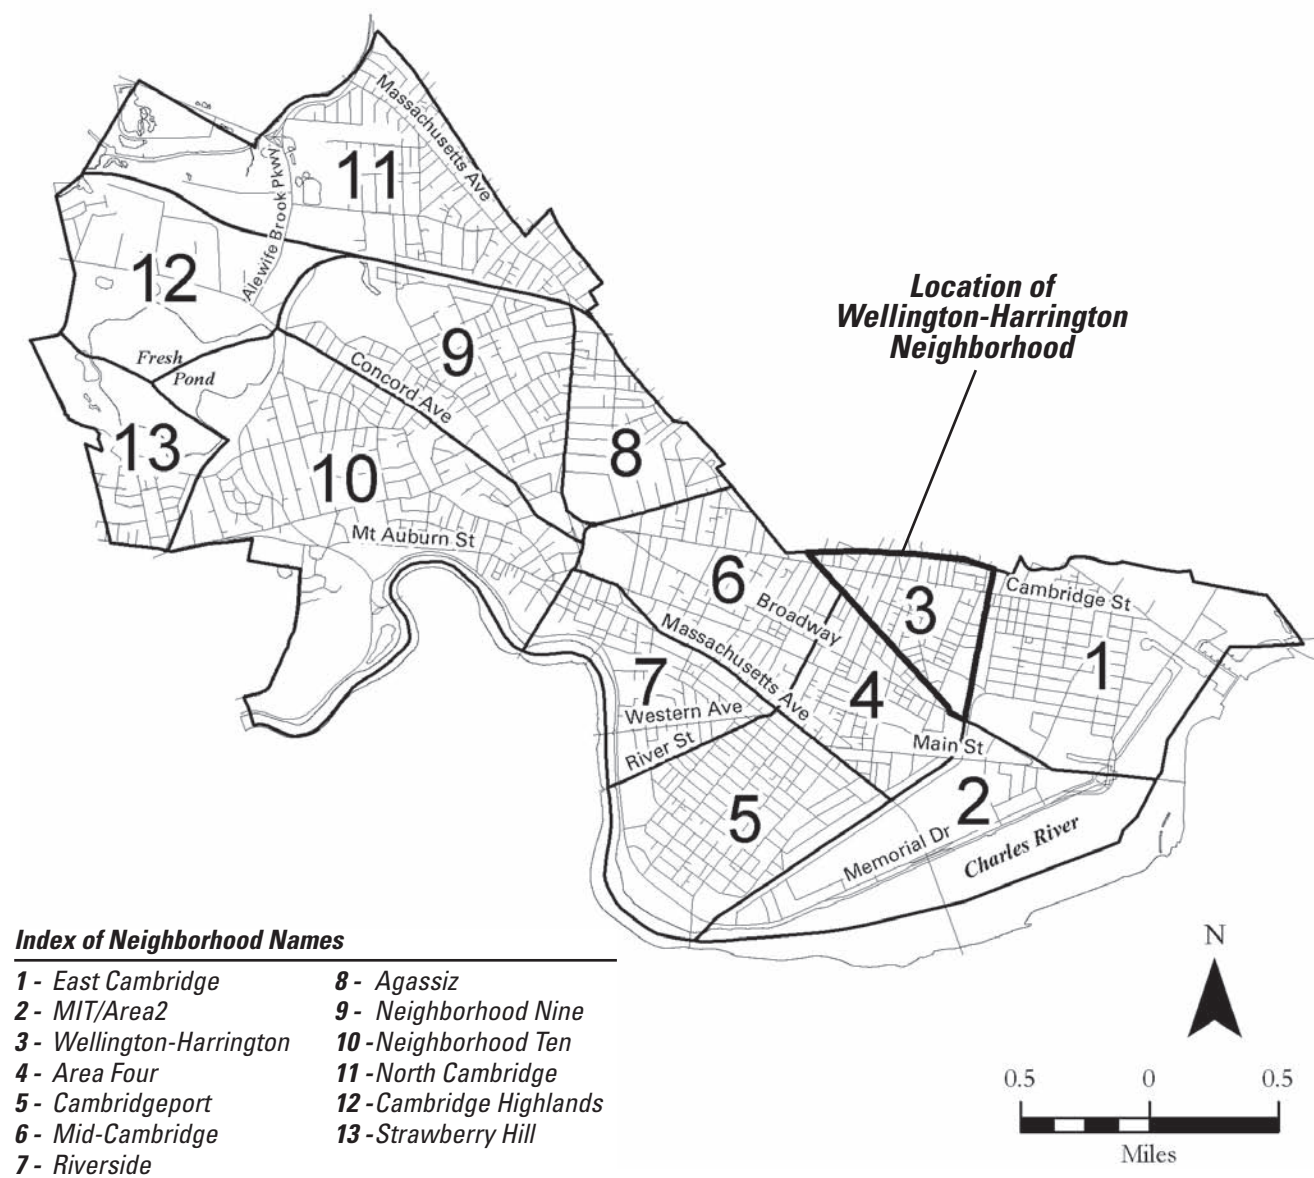 Massachusetts Ave
11
Alewife Brook Pkwy
12
Location of
Wellington-Harrington
Neighborhood
9
Fresh
Pond
Concord Ave
13
10
8
Mt Auburn St
6
Broadway
3
Cambridge St
Massachusetts Ave
7
4
1
Western Ave
River St
Main St
5
2
Memorial Dr
Charles River
Index of Neighborhood Names
1 - East Cambridge
2 - MIT/Area2
3 - Wellington-Harrington
4 - Area Four
5 - Cambridgeport
6 - Mid-Cambridge
7 - Riverside
8 - Agassiz
9 - Neighborhood Nine
10 - Neighborhood Ten
11 - North Cambridge
12 - Cambridge Highlands
13 - Strawberry Hill
N
0.5 0 0.5
Miles